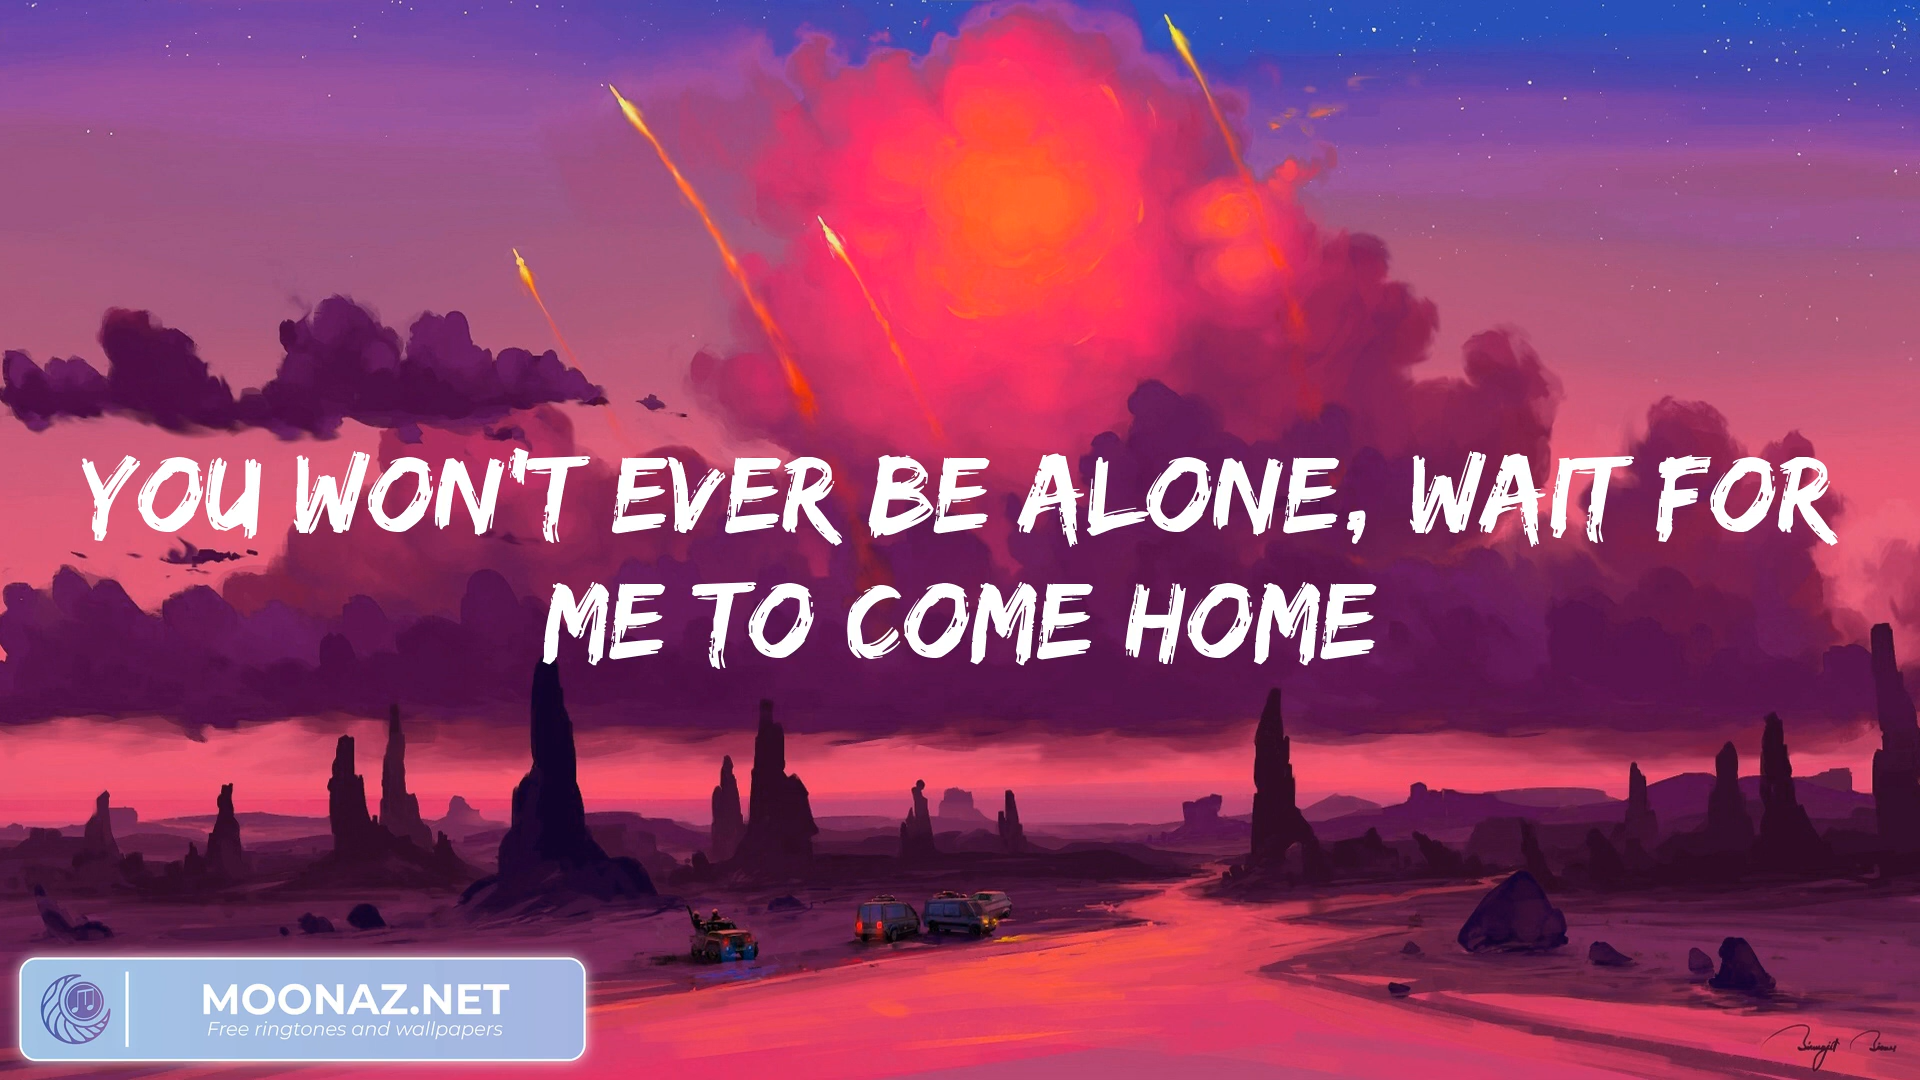 YOU WON'T EVER BE ALONE, WAIT FOR
ME TO COME HOME
MOONAZ.NET
Free ringtones and wallpapers